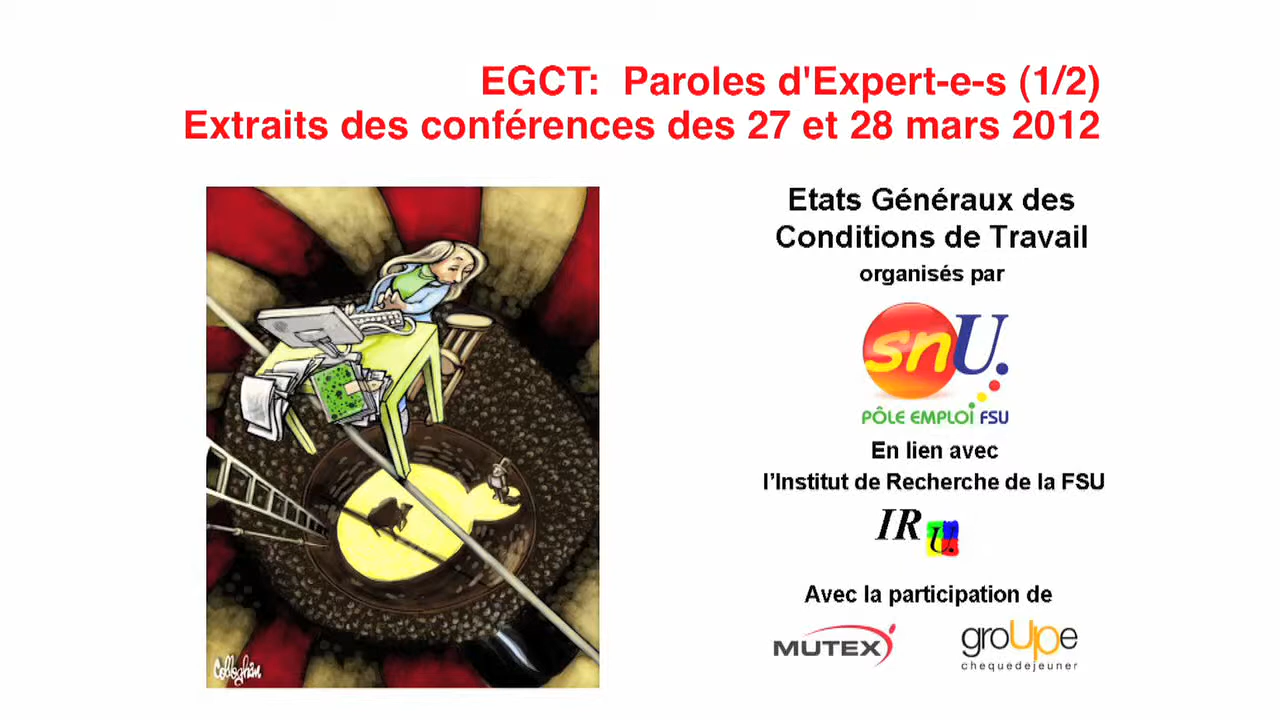 EGCT: Paroles d'Expert-e-s (1/2)
Extraits des conférences des 27 et 28 mars 2012
Etats Généraux des
Conditions de Travail
organisés par
snU.
PÔLE EMPLOI FSU
En lien avec
l'Institut de Recherche de la FSU
IR U.
Avec la participation de
MUTEX
groUpe
chequedejeuner
Colloghan